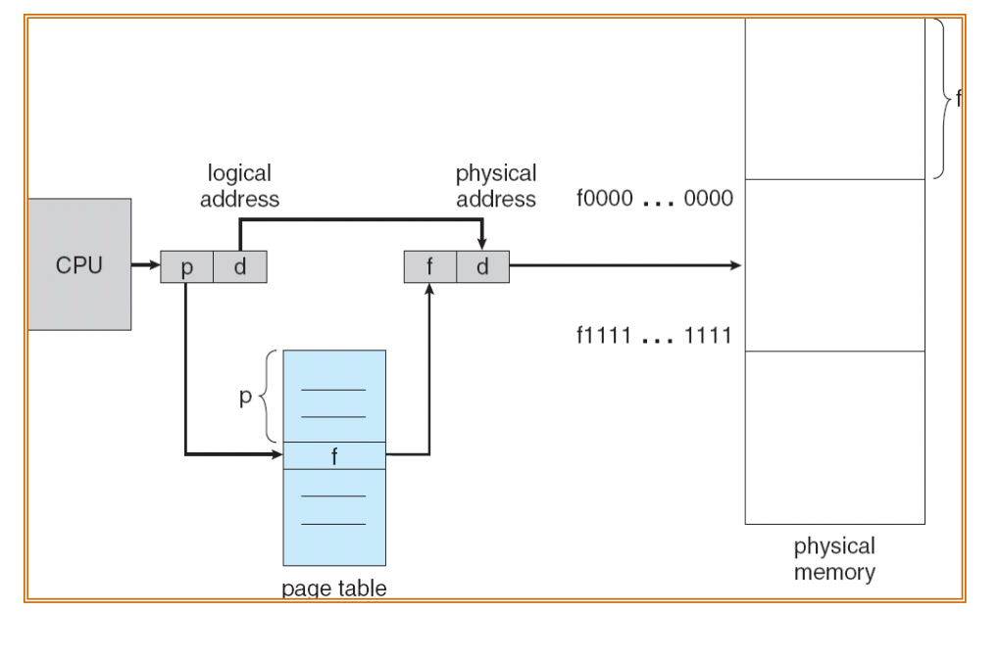 f
logical
address
physical
address
f0000 ... 0000
CPU
p
d
f
d
f1111 ... 1111
p
f
physical
memory
page table